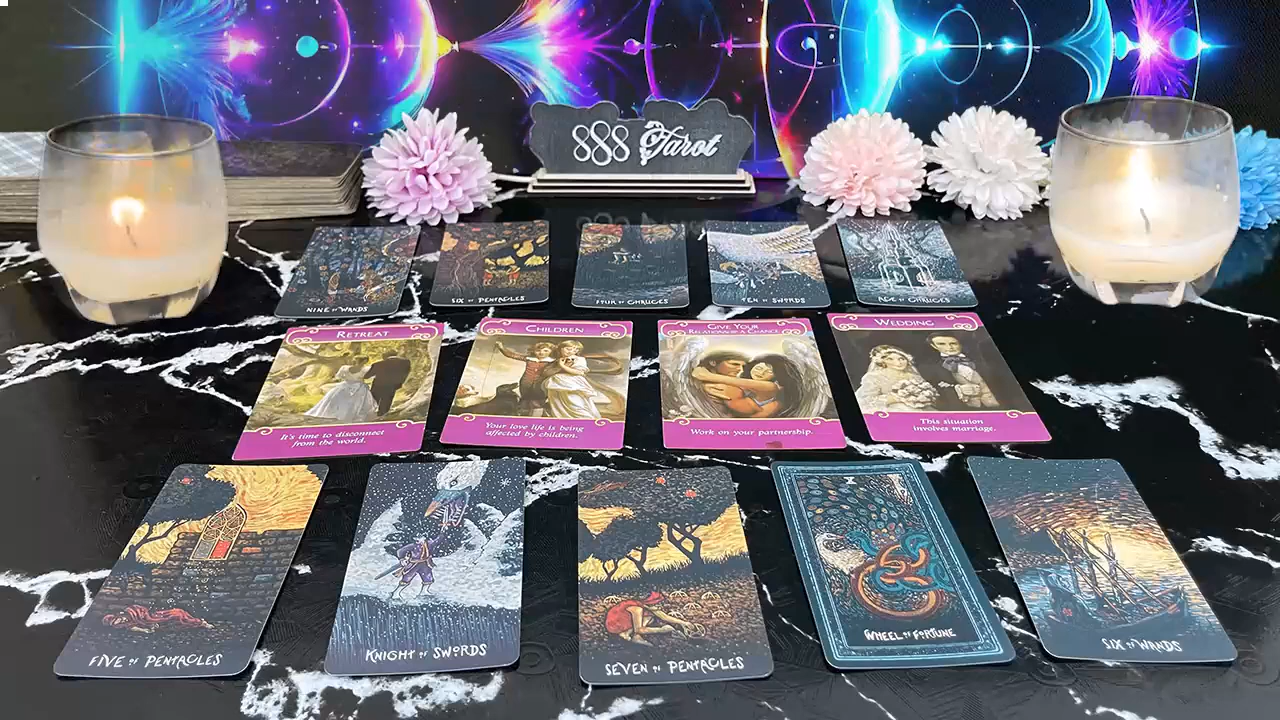 888 Tarot
NINE OF WANDS
SIX OF PENTACLES
FOUR OF CHALICES
TEN OF SWORDS
ACE OF CHALICES
RETREAT
It's time to disconnect
from the world.
CHILDREN
Your love life is being
affected by children.
GIVE YOUR
RELATIONSHIP A CHANCE
Work on your partnership.
WEDDING
This situation
involves marriage.
FIVE OF PENTACLES
KNIGHT OF SWORDS
SEVEN OF PENTACLES
X
WHEEL OF FORTUNE
SIX OF WANDS